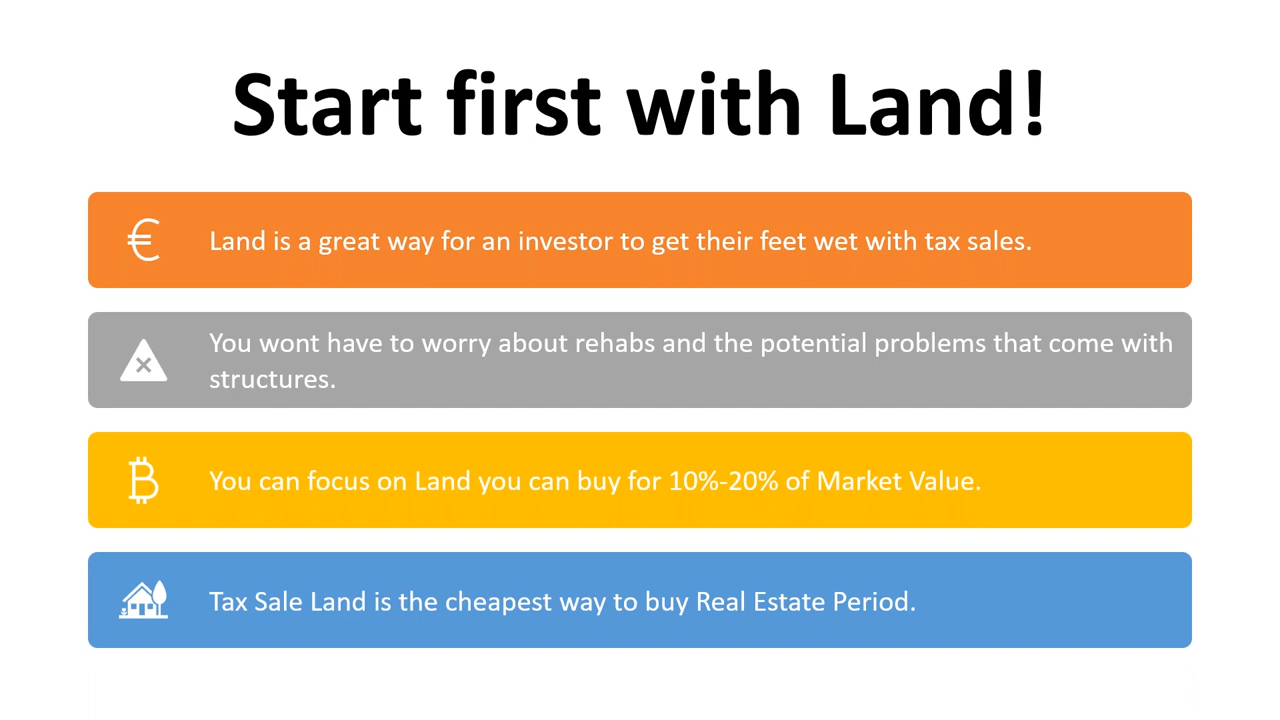 Start first with Land!
Land is a great way for an investor to get their feet wet with tax sales.
You wont have to worry about rehabs and the potential problems that come with
structures.
You can focus on Land you can buy for 10%-20% of Market Value.
Tax Sale Land is the cheapest way to buy Real Estate Period.